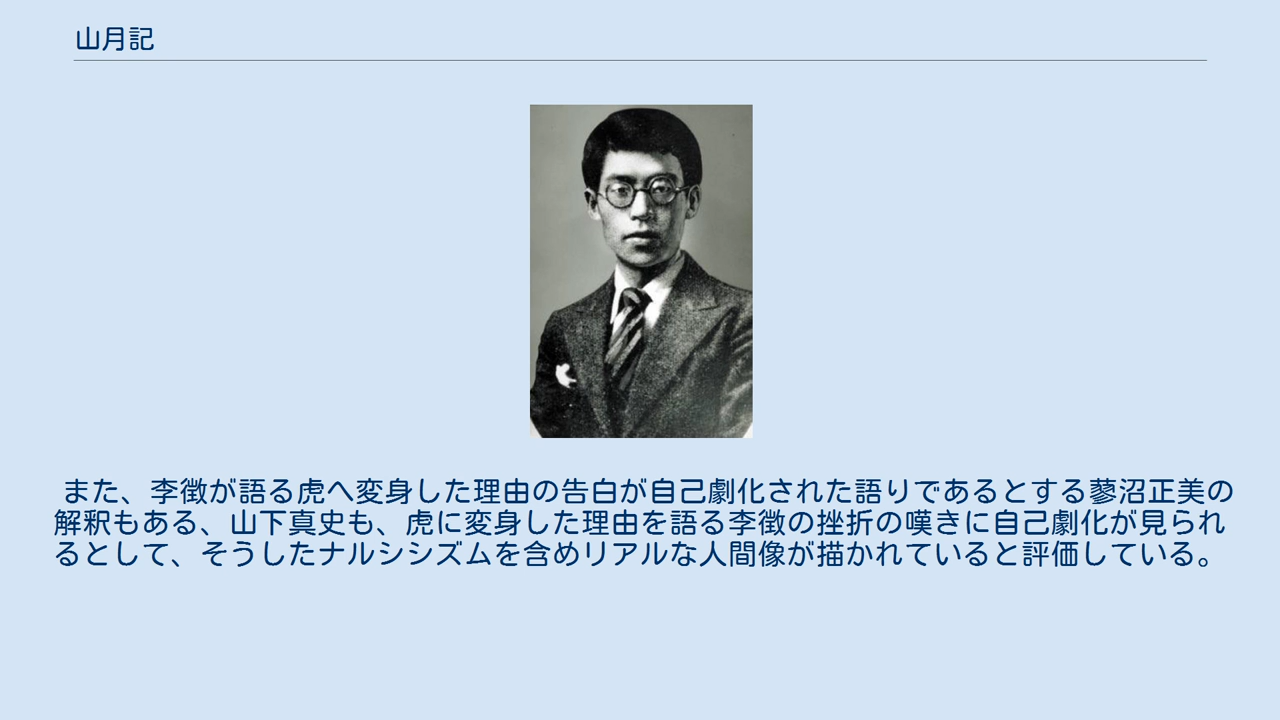 山月記
また、李徴が語る虎へ変身した理由の告白が自己劇化された語りであるとする蓼沼正美の
解釈もある、山下真史も、虎に変身した理由を語る李徴の挫折の嘆きに自己劇化が見られ
るとして、そうしたナルシシズムを含めリアルな人間像が描かれていると評価している。